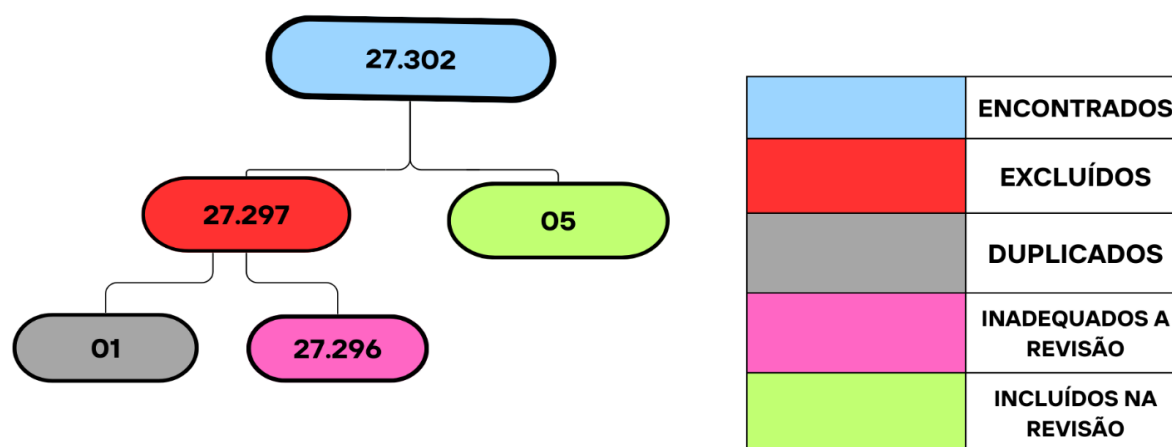 27.302
27.297
05
01
27.296
ENCONTRADOS
EXCLUÍDOS
DUPLICADOS
INADEQUADOS A
REVISÃO
INCLUÍDOS NA
REVISÃO